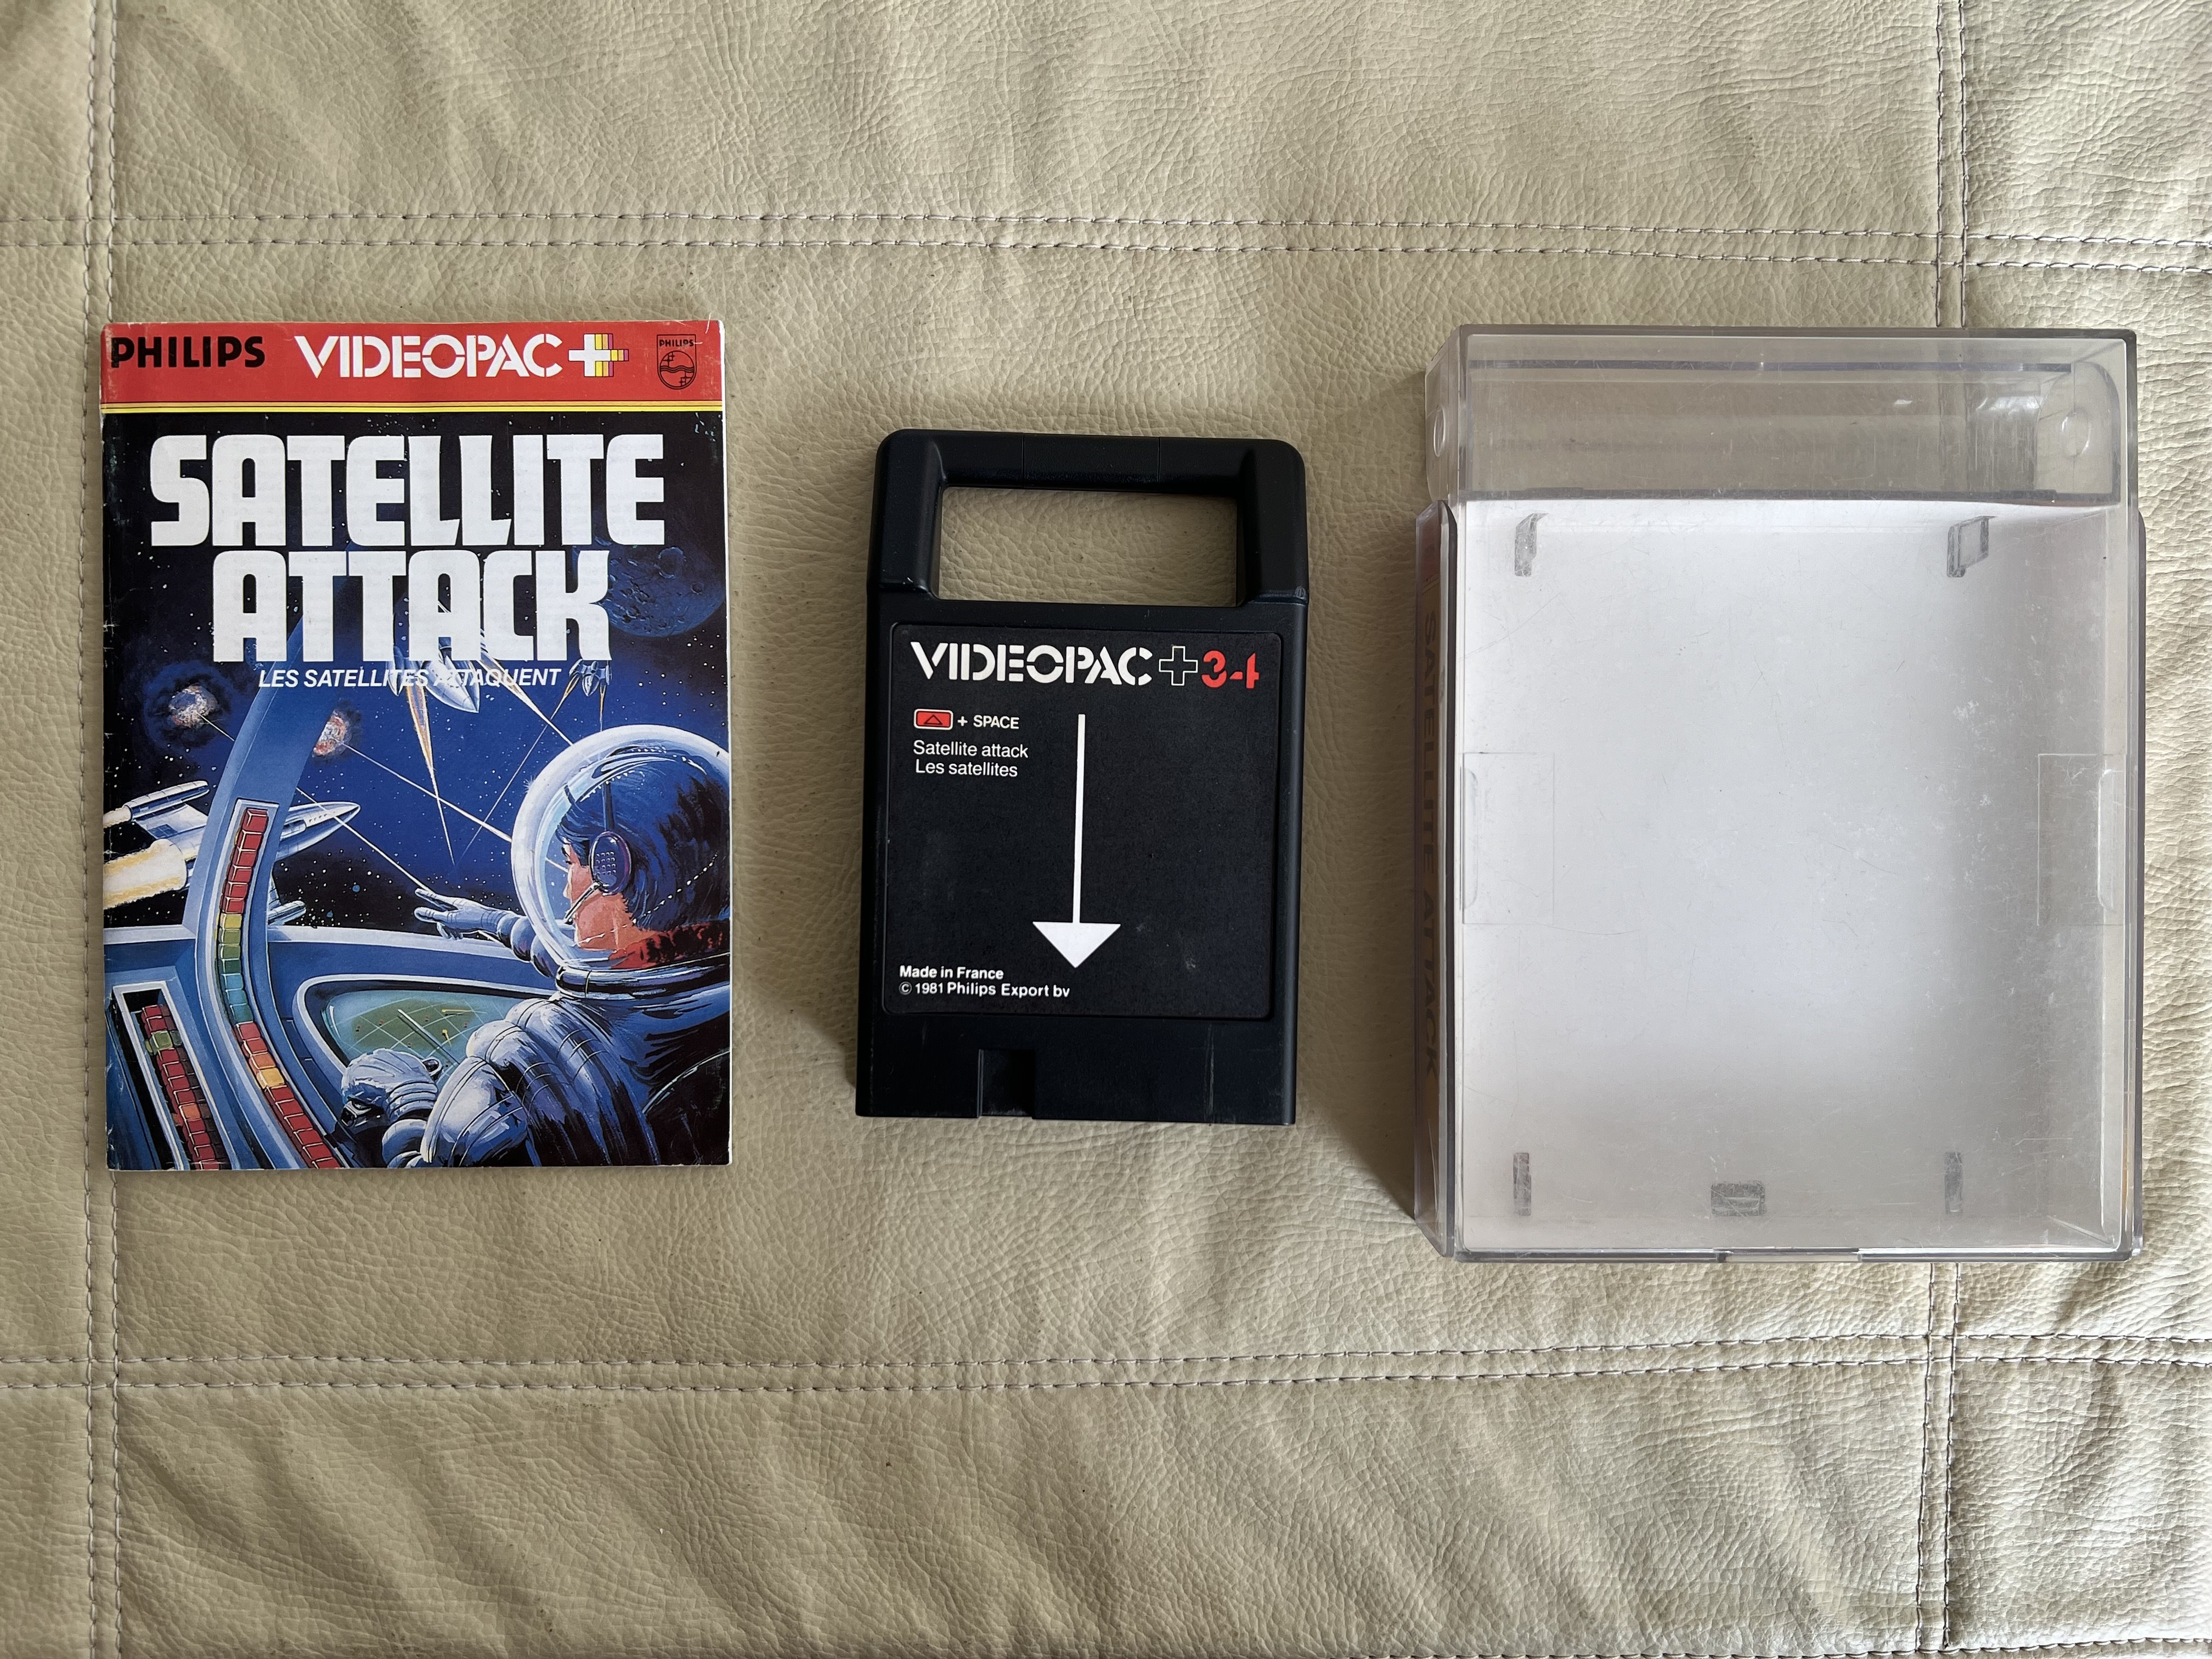 PHILIPS VIDEOPAC+ PHILIPS
SATELLITE
ATTACK
LES SATELLITES ATTAQUENT
VIDEOPAC+34
+ SPACE
Satellite attack
Les satellites
Made in France
© 1981 Philips Export bv
SATELLITE ATTACK